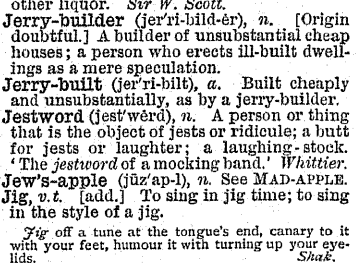 other liquor. Sir W. Scott.
Jerry-builder (jer'ri-bild-ėr), n. [Origin
doubtful.] A builder of unsubstantial cheap
houses; a person who erects ill-built dwell-
ings as a mere speculation.
Jerry-built (jer'ri-bilt), a. Built cheaply
and unsubstantially, as by a jerry-builder.
Jestword (jest'wėrd), n. A person or thing
that is the object of jests or ridicule; a butt
for jests or laughter; a laughing-stock.
'The jestword of a mocking band.' Whittier.
Jew's-apple (jūz'ap-l), n. See MAD-APPLE.
Jig, v.t. [add.] To sing in jig time; to sing
in the style of a jig.
Jig off a tune at the tongue's end, canary to it
with your feet, humour it with turning up your eye-
lids. Shak.